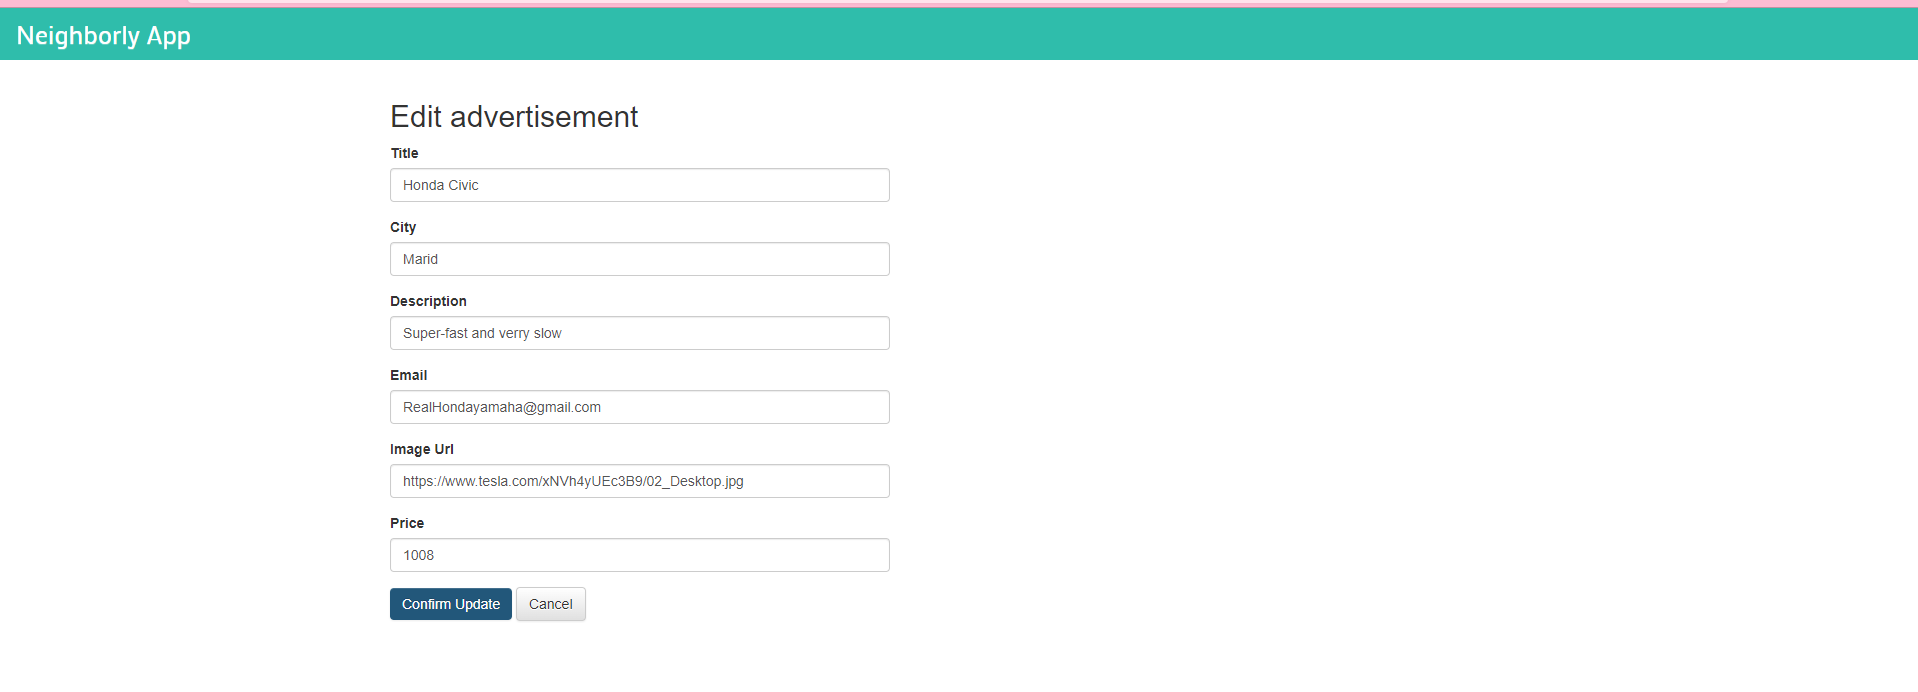 Neighborly App
Edit advertisement
Title
Honda Civic
City
Marid
Description
Super-fast and verry slow
Email
RealHondayamaha@gmail.com
Image Url
https://www.tesla.com/xNVh4yUEc3B9/02_Desktop.jpg
Price
1008
Confirm Update Cancel